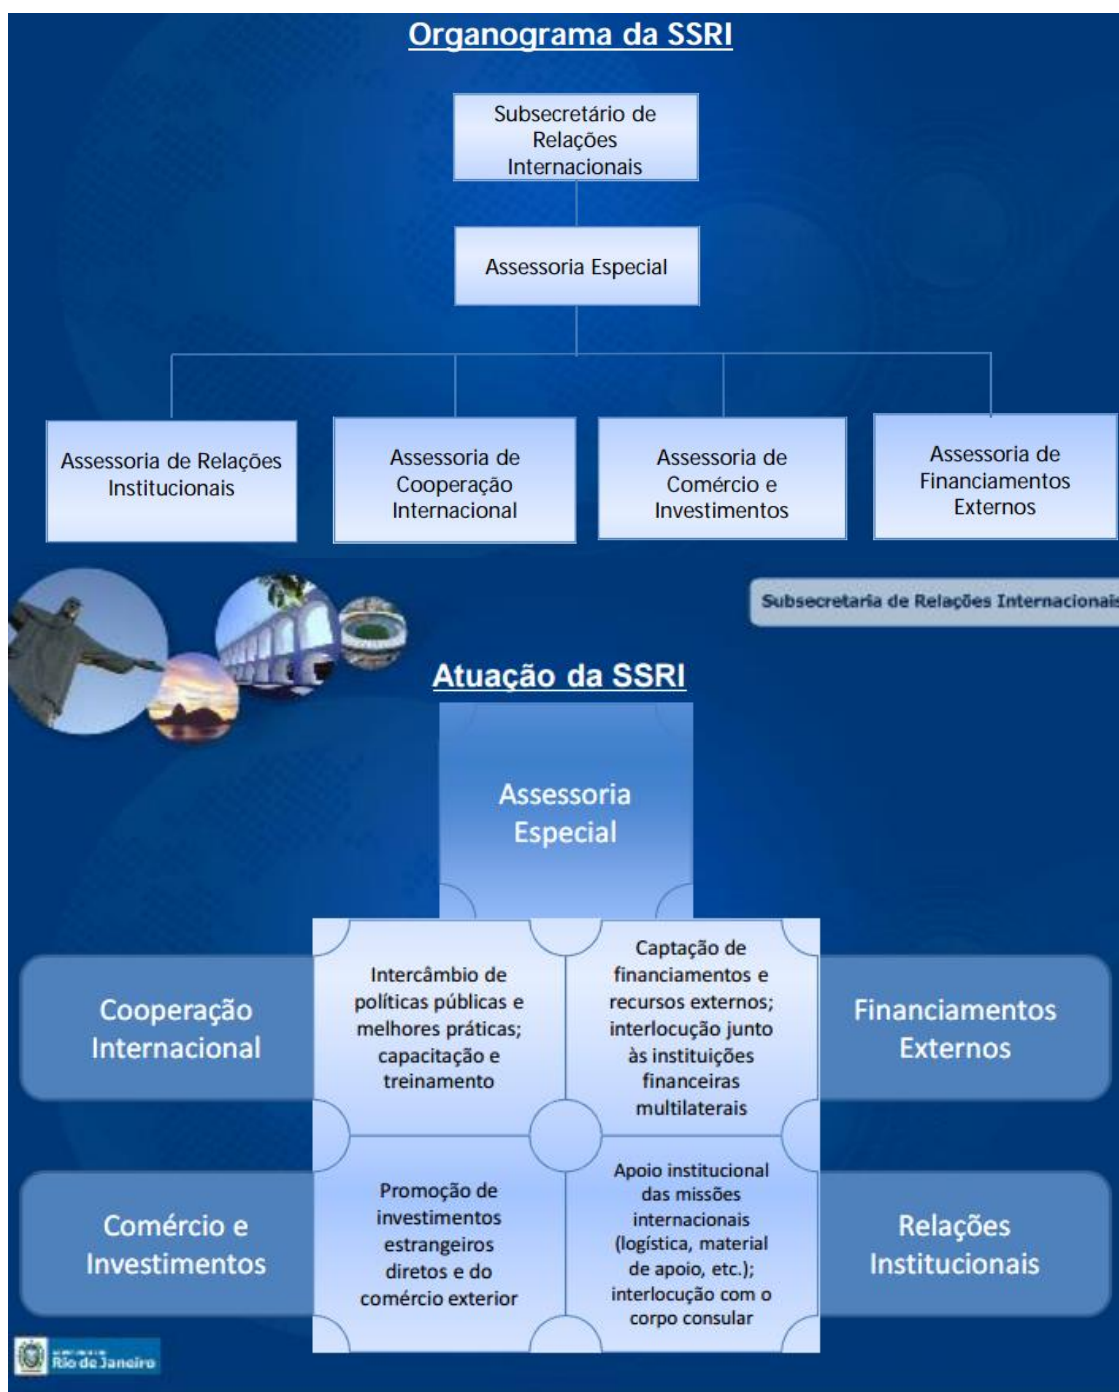 Organograma da SSRI
Subsecretário de
Relações
Internacionais
Assessoria Especial
Assessoria de Relações
Institucionais
Assessoria de
Cooperação
Internacional
Assessoria de
Comércio e
Investimentos
Assessoria de
Financiamentos
Externos
Subsecretaria de Relações Internacionais
Atuação da SSRI
Assessoria
Especial
Cooperação
Internacional
Intercâmbio de
políticas públicas e
melhores práticas;
capacitação e
treinamento
Captação de
financiamentos e
recursos externos;
interlocução junto
às instituições
financeiras
multilaterais
Financiamentos
Externos
Comércio e
Investimentos
Promoção de
investimentos
estrangeiros
diretos e do
comércio exterior
Apoio institucional
das missões
internacionais
(logística, material
de apoio, etc.);
interlocução com o
corpo consular
Relações
Institucionais
Rio de Janeiro